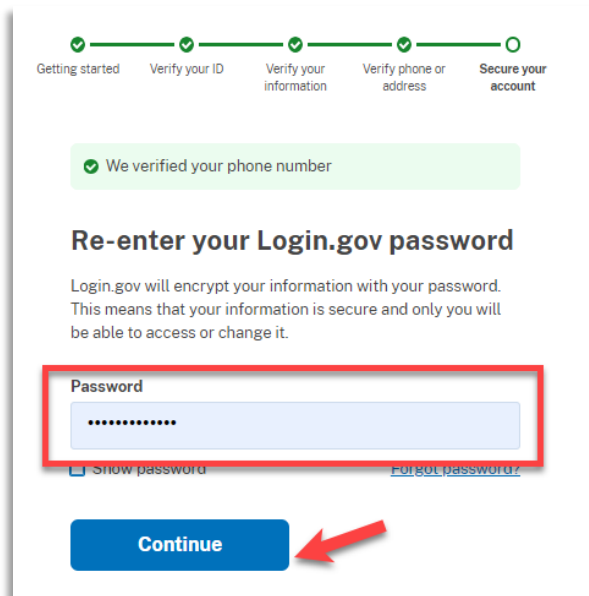 Getting started Verify your ID Verify your information Verify phone or address Secure your account
We verified your phone number
Re-enter your Login.gov password
Login.gov will encrypt your information with your password.
This means that your information is secure and only you will
be able to access or change it.
Password
•••••••••••••
Show password Forgot password?
Continue